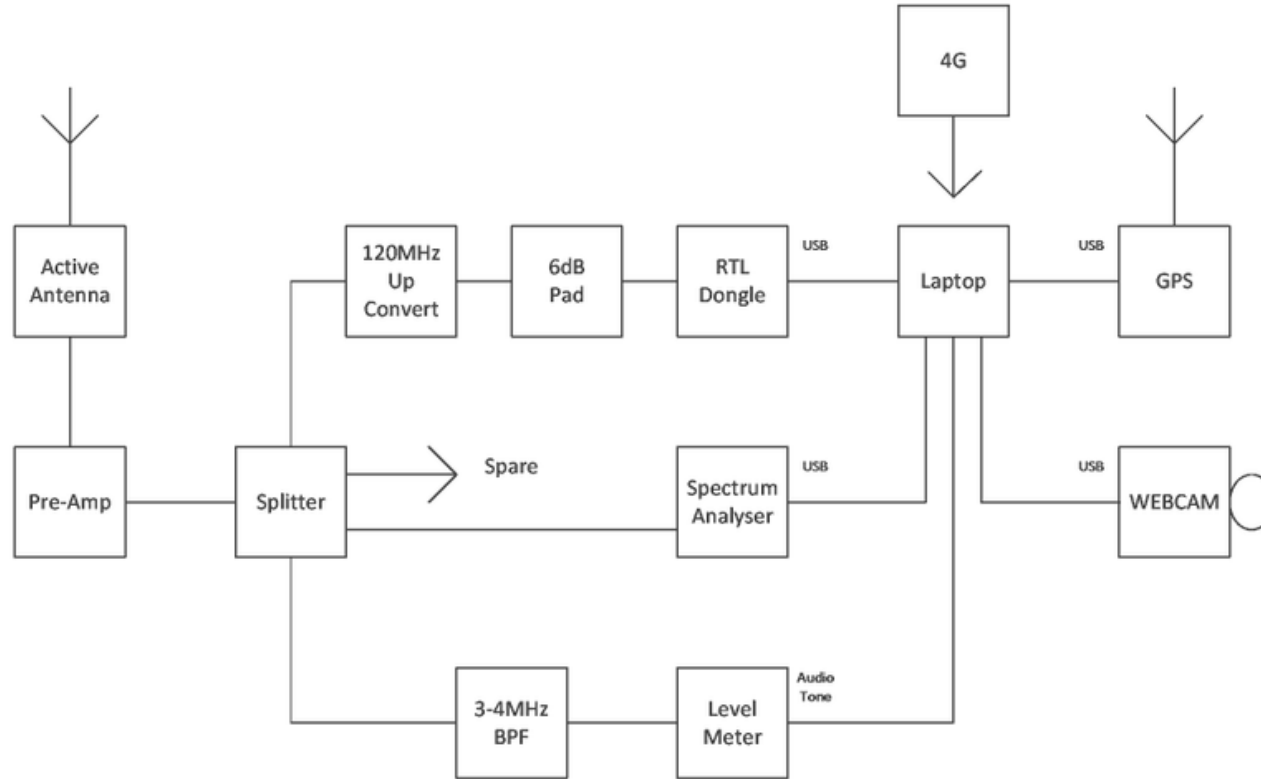 4G
Active
Antenna
120MHz
Up
Convert
6dB
Pad
RTL
Dongle
USB
Laptop
USB
GPS
Pre-Amp
Splitter
Spare
Spectrum
Analyser
USB
USB
WEBCAM
3-4MHz
BPF
Level
Meter
Audio
Tone